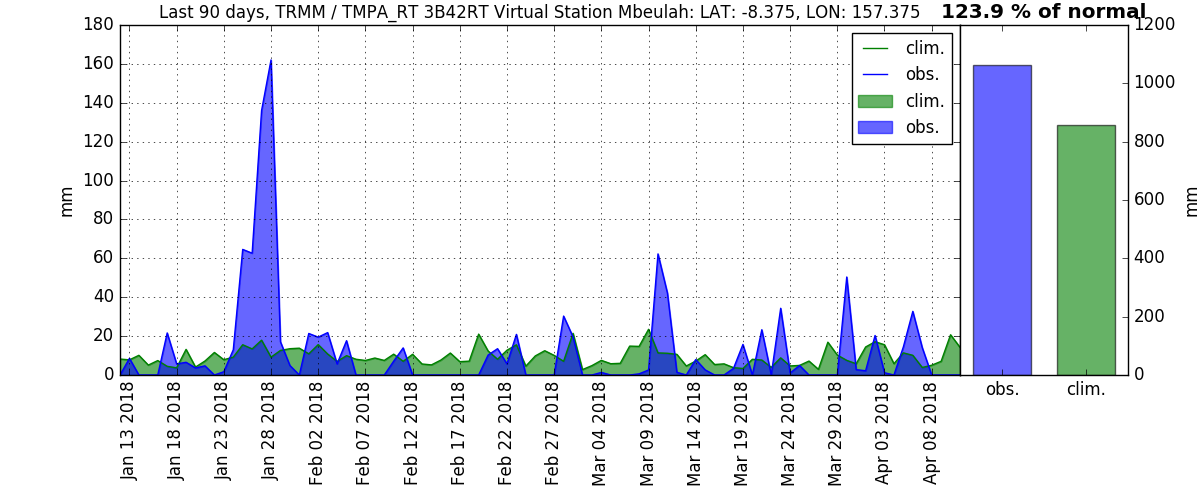 Last 90 days, TRMM / TMPA_RT 3B42RT Virtual Station Mbeulah: LAT: -8.375, LON: 157.375
123.9 % of normal
180
160
140
120
100
80
60
40
20
0
mm
clim.
obs.
clim.
obs.
Jan 13 2018
Jan 18 2018
Jan 23 2018
Jan 28 2018
Feb 02 2018
Feb 07 2018
Feb 12 2018
Feb 17 2018
Feb 22 2018
Feb 27 2018
Mar 04 2018
Mar 09 2018
Mar 14 2018
Mar 19 2018
Mar 24 2018
Mar 29 2018
Apr 03 2018
Apr 08 2018
1200
1000
800
600
400
200
0
mm
obs.
clim.